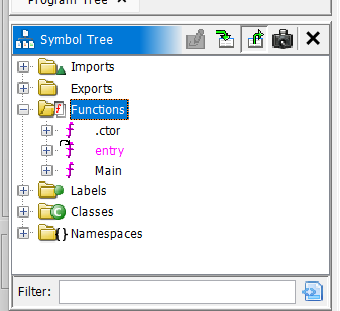 Program Tree ×
Symbol Tree
Imports
Exports
Functions
.ctor
entry
Main
Labels
Classes
Namespaces
Filter: